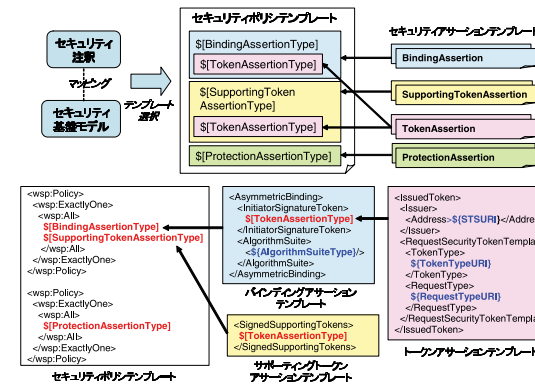 セキュリティポリシテンプレート
セキュリティアサーションテンプレート
セキュリティ
注釈
マッピング
セキュリティ
基盤モデル
テンプレート
選択
$[BindingAssertionType]
$[TokenAssertionType]
$[SupportingToken
AssertionType]
$[TokenAssertionType]
$[ProtectionAssertionType]
BindingAssertion
SupportingTokenAssertion
TokenAssertion
ProtectionAssertion
<wsp:Policy>
<wsp:ExactlyOne>
<wsp:All>
$[BindingAssertionType]
$[SupportingTokenAssertionType]
</wsp:All>
</wsp:ExactlyOne>
</wsp:Policy>
<wsp:Policy>
<wsp:ExactlyOne>
<wsp:All>
$[ProtectionAssertionType]
</wsp:All>
</wsp:ExactlyOne>
</wsp:Policy>
セキュリティポリシテンプレート
<AsymmetricBinding>
<InitiatorSignatureToken>
$[TokenAssertionType]
</InitiatorSignatureToken>
<AlgorithmSuite>
<${AlgorithmSuiteType}/>
</AlgorithmSuite>
</AsymmetricBinding>
バインディングアサーション
テンプレート
<SignedSupportingTokens>
$[TokenAssertionType]
</SignedSupportingTokens>
サポーティングトークン
アサーションテンプレート
<IssuedToken>
<Issuer>
<Address>${STSURI}</Addre
</Issuer>
<RequestSecurityTokenTempla
<TokenType>
${TokenTypeURI}
</TokenType>
<RequestType>
${RequestTypeURI}
</RequestType>
</RequestSecurityTokenTempla
</IssuedToken>
トークンアサーションテンプレート